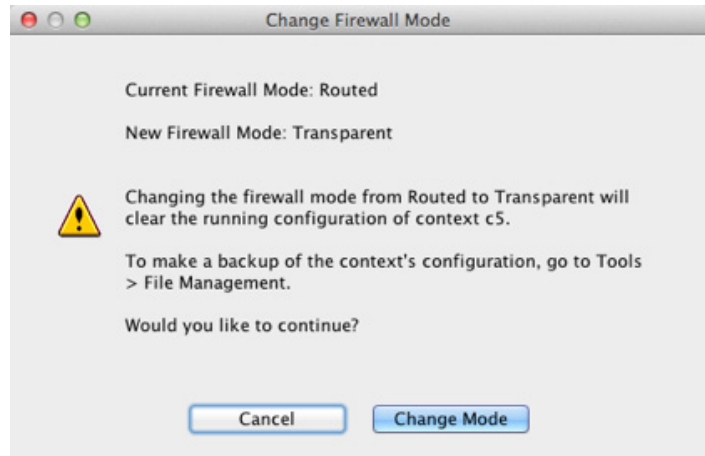 Change Firewall Mode
Current Firewall Mode: Routed
New Firewall Mode: Transparent
Changing the firewall mode from Routed to Transparent will
clear the running configuration of context c5.
To make a backup of the context's configuration, go to Tools
> File Management.
Would you like to continue?
Cancel
Change Mode